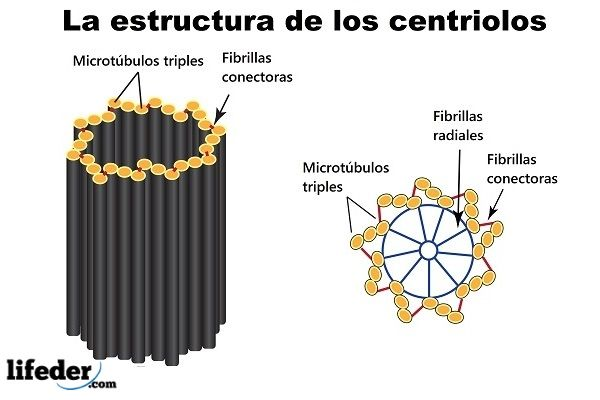 La estructura de los centriolos
Microtúbulos triples
Fibrillas
conectoras
Fibrillas
radiales
Fibrillas
conectoras
Microtúbulos
triples
lifeder.com